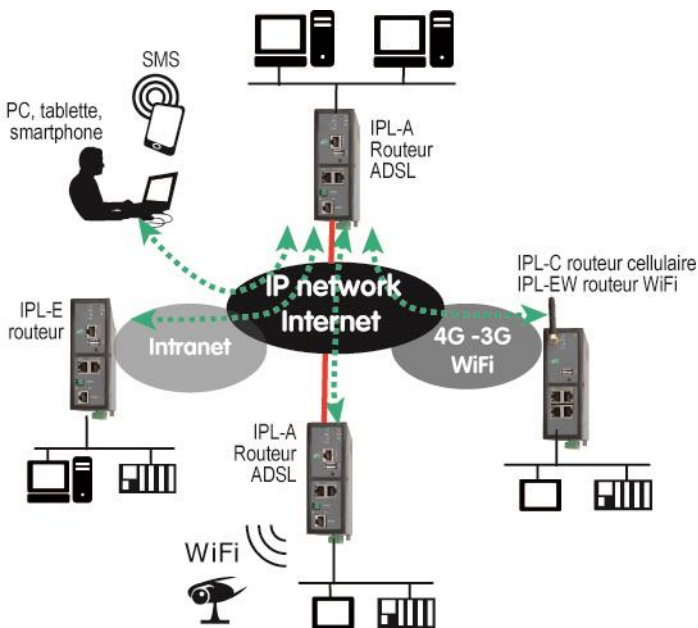 SMS
PC, tablette,
smartphone
IPL-A
Routeur
ADSL
IPL-C routeur cellulaire
IPL-EW routeur WiFi
IPL-E
routeur
IP network
Internet
Intranet
4G -3G
WiFi
IPL-A
Routeur
ADSL
WiFi